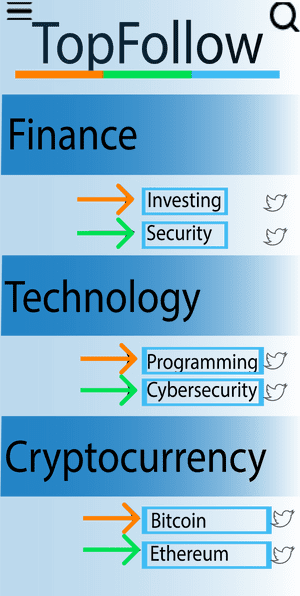 TopFollow
Finance
Investing
Security
Technology
Programming
Cybersecurity
Cryptocurrency
Bitcoin
Ethereum